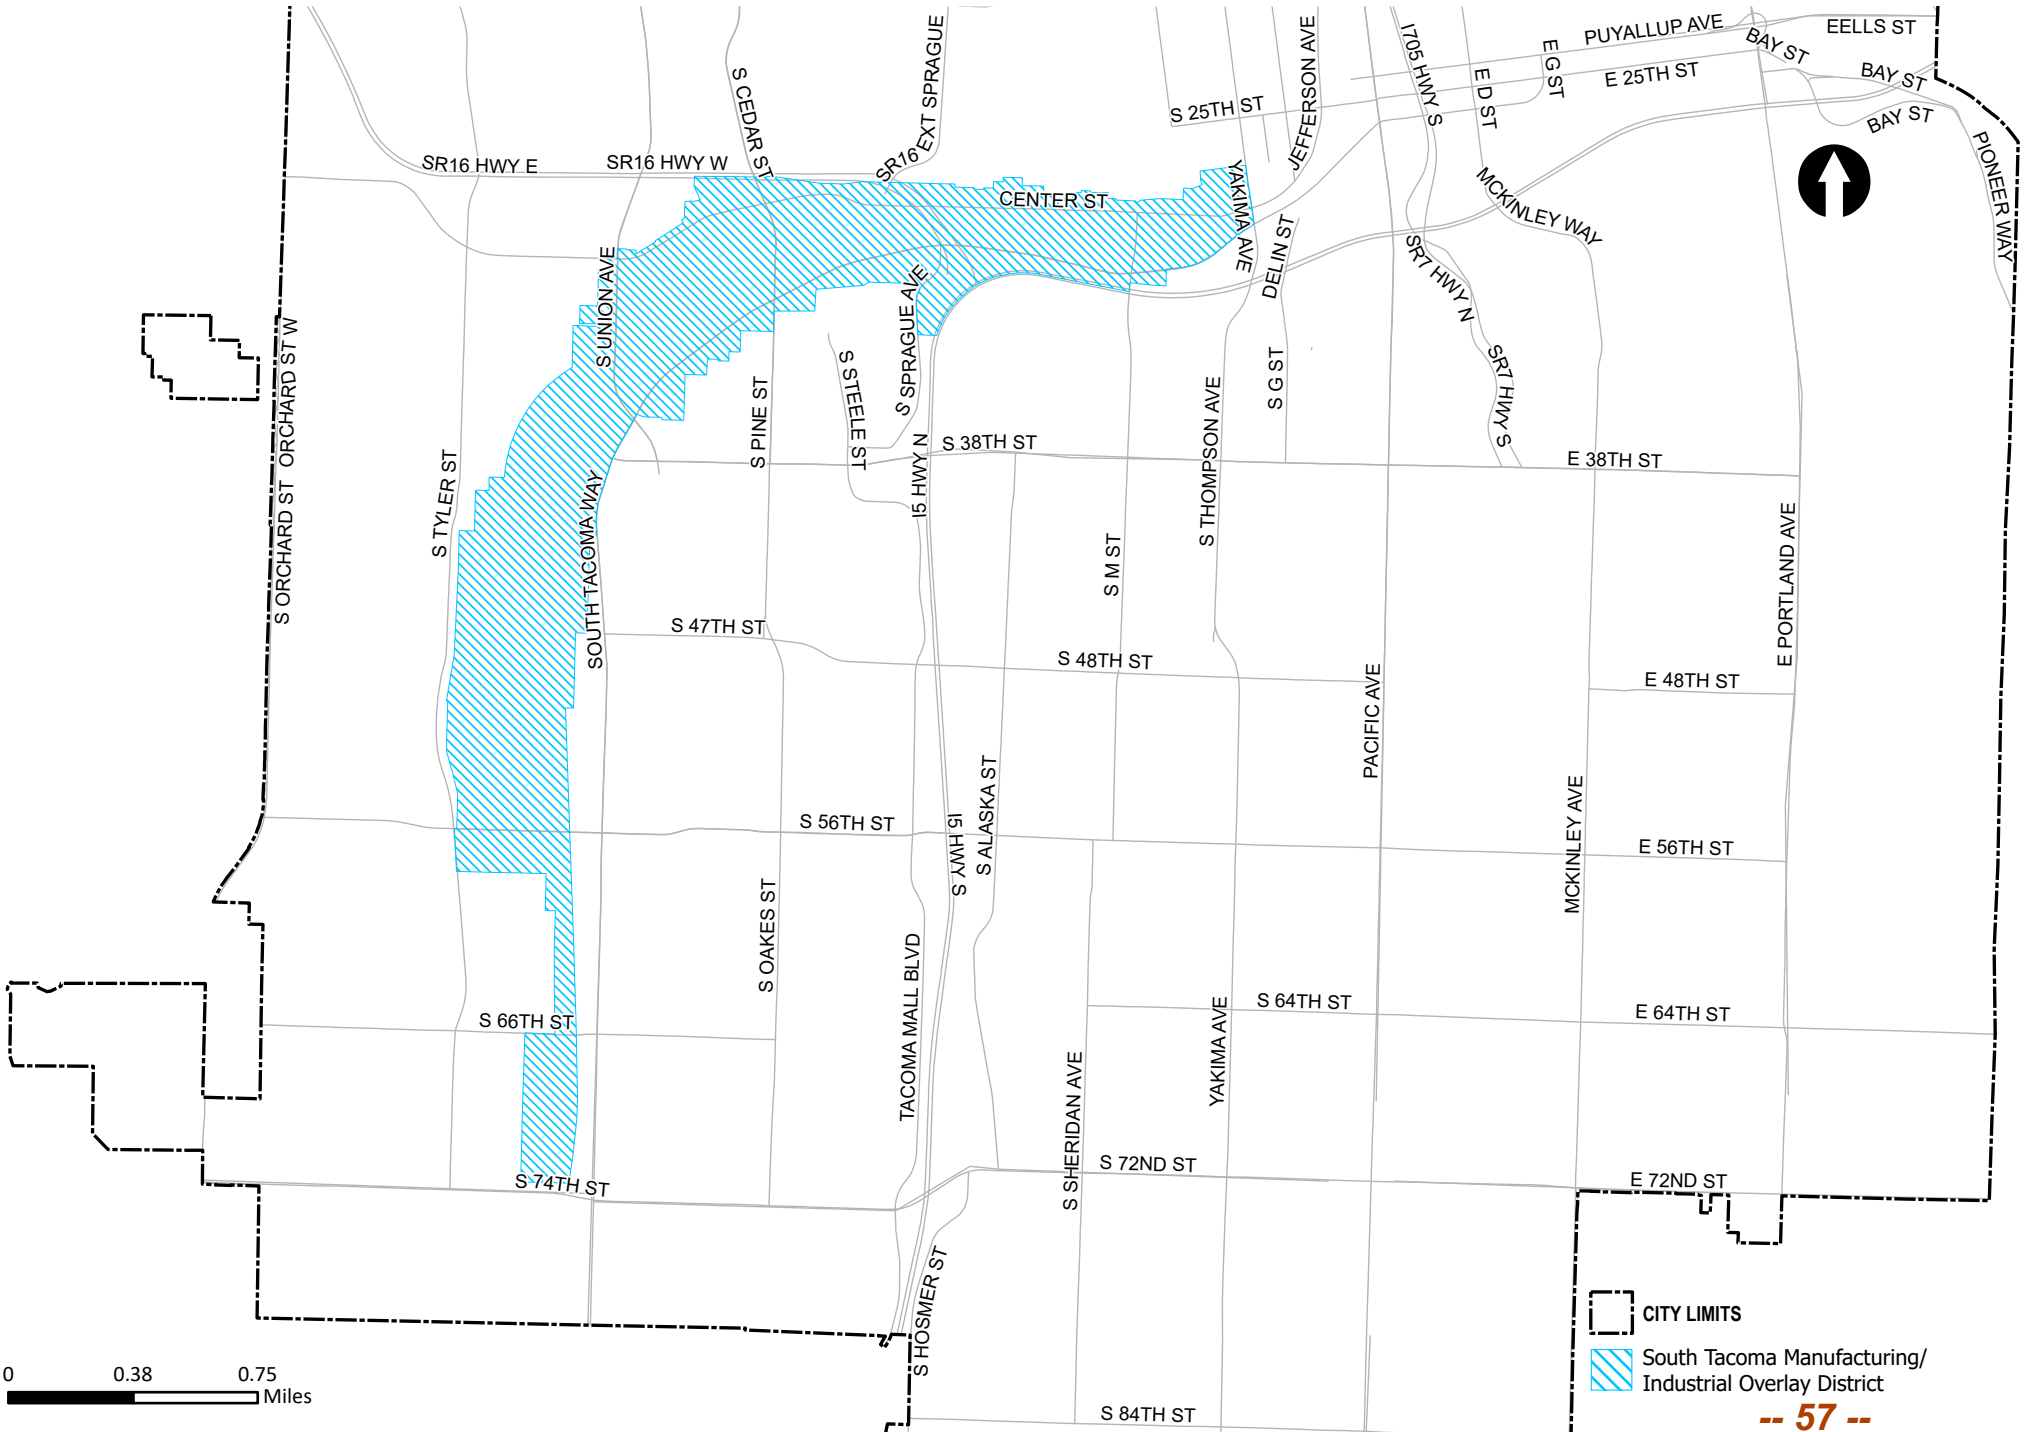 PUYALLUP AVE
EELLS ST
BAY ST
BAY ST
BAY ST
E G ST
E 25TH ST
E D ST
I705 HWY S
JEFFERSON AVE
S 25TH ST
EXT SPRAGUE
SR16
S CEDAR ST
SR16 HWY E
SR16 HWY W
PIONEER WAY
MCKINLEY WAY
YAKIMA AVE
CENTER ST
DELIN ST
SR7 HWY N
SR7 HWY S
S UNION AVE
S SPRAGUE AVE
S STEELE ST
S PINE ST
S G ST
S THOMPSON AVE
ORCHARD ST W
ORCHARD ST
S ORCHARD ST
S TYLER ST
SOUTH TACOMA WAY
I5 HWY N
S 38TH ST
E 38TH ST
S M ST
E PORTLAND AVE
S 47TH ST
S 48TH ST
E 48TH ST
PACIFIC AVE
MCKINLEY AVE
S 56TH ST
I5 HWY S
S ALASKA ST
E 56TH ST
S OAKES ST
TACOMA MALL BLVD
S 66TH ST
S 64TH ST
E 64TH ST
YAKIMA AVE
S SHERIDAN AVE
S 74TH ST
S 72ND ST
E 72ND ST
S HOSMER ST
S 84TH ST
0 0.38 0.75
Miles
CITY LIMITS
South Tacoma Manufacturing/
Industrial Overlay District
-- 57 --